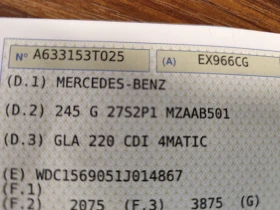 Nº A633153TO25 (A) EX966CG
(D.1) MERCEDES-BENZ
(D.2) 245 G 27S2P1 MZAAB501
(D.3) GLA 220 CDI 4MATIC
(E) WDC1569051J014867
(F.1)
(F.2) 2075 (F.3) 3875 (G)